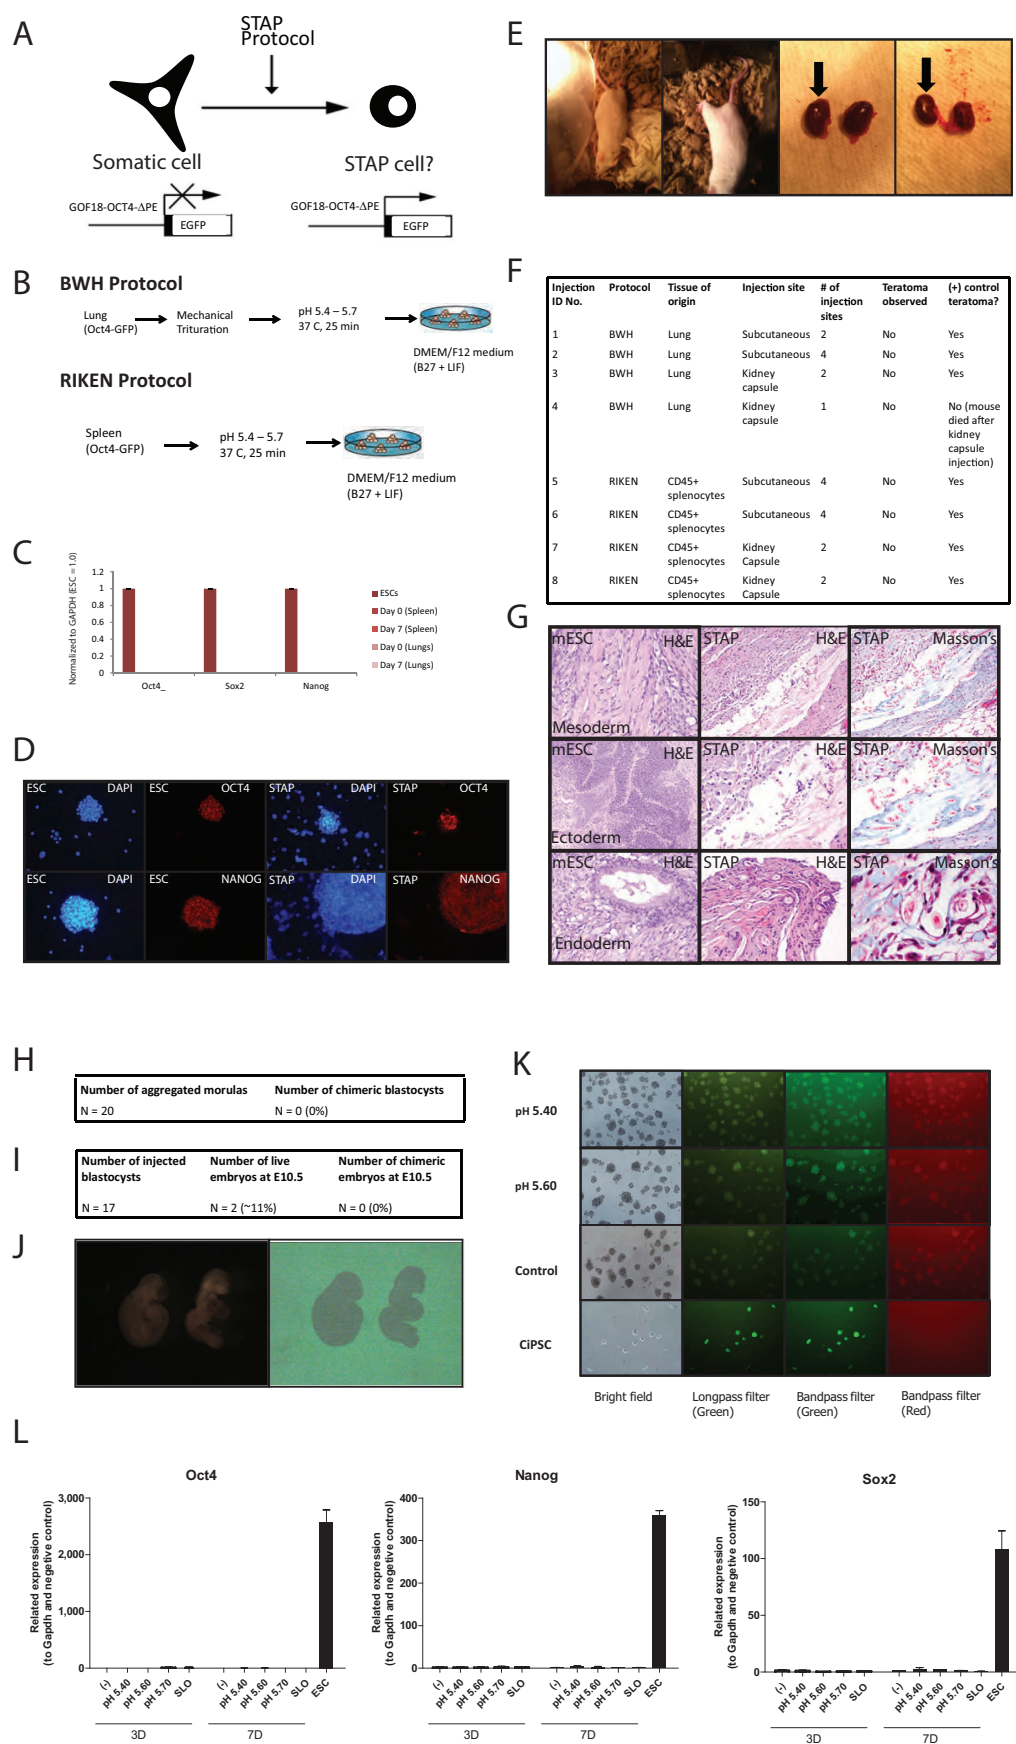 A
STAP
Protocol
Somatic cell
STAP cell?
GOF18-OCT4-ΔPE
EGFP
GOF18-OCT4-ΔPE
EGFP
B
BWH Protocol
Lung
(Oct4-GFP)
Mechanical
Trituration
pH 5.4 – 5.7
37 C, 25 min
DMEM/F12 medium
(B27 + LIF)
RIKEN Protocol
Spleen
(Oct4-GFP)
pH 5.4 – 5.7
37 C, 25 min
DMEM/F12 medium
(B27 + LIF)
C
Normalized to GAPDH (ESC = 1.0)
1.2
1
0.8
0.6
0.4
0.2
0
Oct4_ Sox2 Nanog
ESCs
Day 0 (Spleen)
Day 7 (Spleen)
Day 0 (Lungs)
Day 7 (Lungs)
D
ESC DAPI ESC OCT4 STAP DAPI STAP OCT4
ESC DAPI ESC NANOG STAP DAPI STAP NANOG
E
F
Injection ID No. Protocol Tissue of origin Injection site # of injection sites Teratoma observed (+) control teratoma?
1 BWH Lung Subcutaneous 2 No Yes
2 BWH Lung Subcutaneous 4 No Yes
3 BWH Lung Kidney capsule 2 No Yes
4 BWH Lung Kidney capsule 1 No No (mouse died after kidney capsule injection)
5 RIKEN CD45+ splenocytes Subcutaneous 4 No Yes
6 RIKEN CD45+ splenocytes Subcutaneous 4 No Yes
7 RIKEN CD45+ splenocytes Kidney Capsule 2 No Yes
8 RIKEN CD45+ splenocytes Kidney Capsule 2 No Yes
G
mESC H&E STAP H&E STAP Masson's
Mesoderm
mESC H&E STAP H&E STAP Masson's
Ectoderm
mESC H&E STAP H&E STAP Masson's
Endoderm
H
Number of aggregated morulas Number of chimeric blastocysts
N = 20 N = 0 (0%)
I
Number of injected blastocysts Number of live embryos at E10.5 Number of chimeric embryos at E10.5
N = 17 N = 2 (~11%) N = 0 (0%)
J
K
pH 5.40
pH 5.60
Control
CiPSC
Bright field Longpass filter (Green) Bandpass filter (Green) Bandpass filter (Red)
L
Oct4
Related expression
(to Gapdh and negetive control)
3,000
2,000
1,000
0
(-) pH 5.40 pH 5.60 pH 5.70 SLO (-) pH 5.40 pH 5.60 pH 5.70 SLO ESC
3D 7D
Nanog
Related expression
(to Gapdh and negetive control)
400
300
200
100
0
(-) pH 5.40 pH 5.60 pH 5.70 SLO (-) pH 5.40 pH 5.60 pH 5.70 SLO ESC
3D 7D
Sox2
Related expression
(to Gapdh and negetive control)
150
100
50
0
(-) pH 5.40 pH 5.60 pH 5.70 SLO (-) pH 5.40 pH 5.60 pH 5.70 SLO ESC
3D 7D